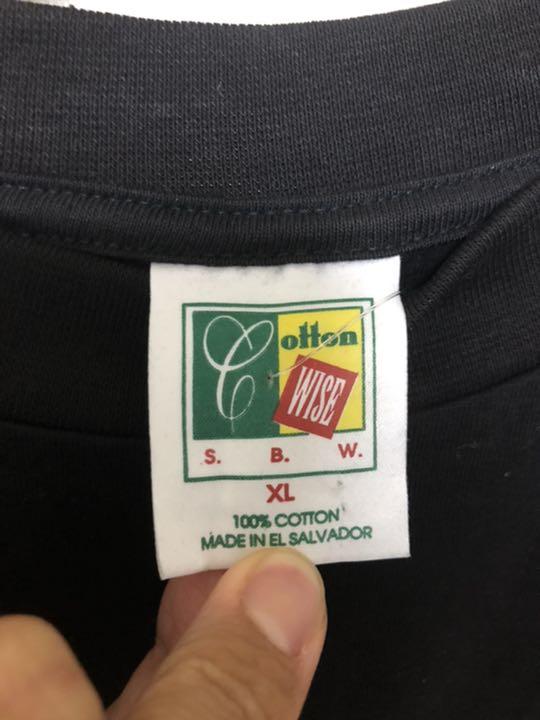 Cotton
WISE
S. B. W.
XL
100% COTTON
MADE IN EL SALVADOR